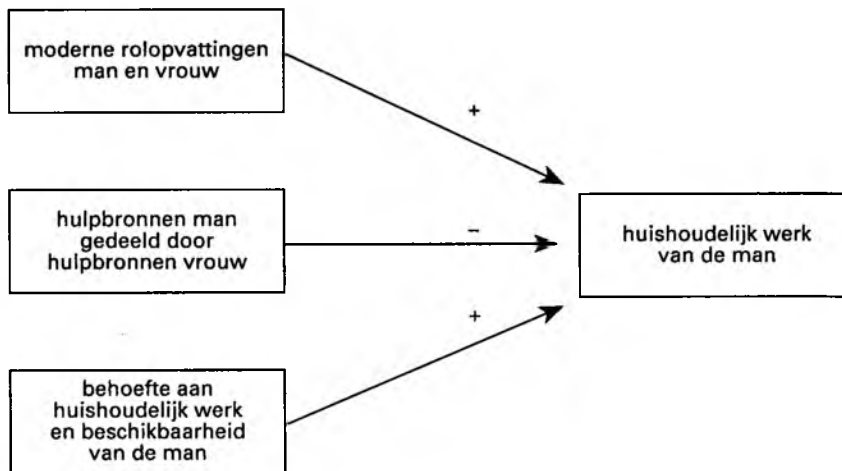 moderne rolopvattingen
man en vrouw
+
hulpbronnen man
gedeeld door
hulpbronnen vrouw
–
huishoudelijk werk
van de man
+
behoefte aan
huishoudelijk werk
en beschikbaarheid
van de man